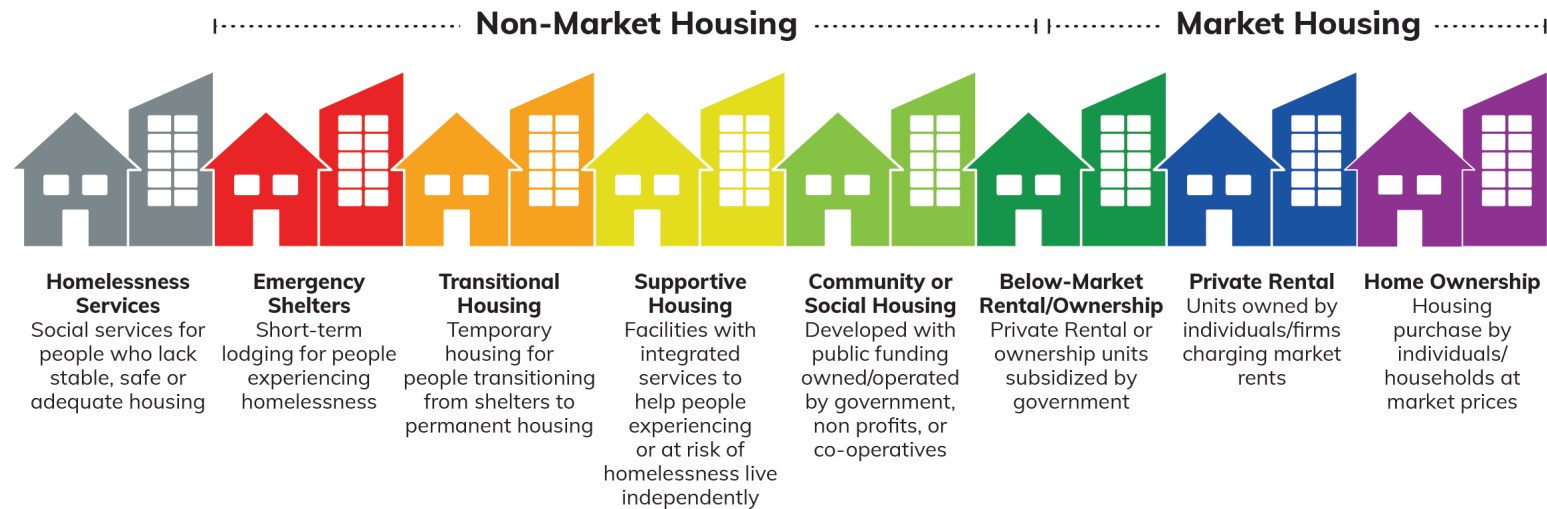 Non-Market Housing
Market Housing
Homelessness
Services
Social services for
people who lack
stable, safe or
adequate housing
Emergency
Shelters
Short-term
lodging for people
experiencing
homelessness
Transitional
Housing
Temporary
housing for
people transitioning
from shelters to
permanent housing
Supportive
Housing
Facilities with
integrated
services to
help people
experiencing
or at risk of
homelessness live
independently
Community or
Social Housing
Developed with
public funding
owned/operated
by government,
non profits, or
co-operatives
Below-Market
Rental/Ownership
Private Rental or
ownership units
subsidized by
government
Private Rental
Units owned by
individuals/firms
charging market
rents
Home Ownership
Housing
purchase by
individuals/
households at
market prices